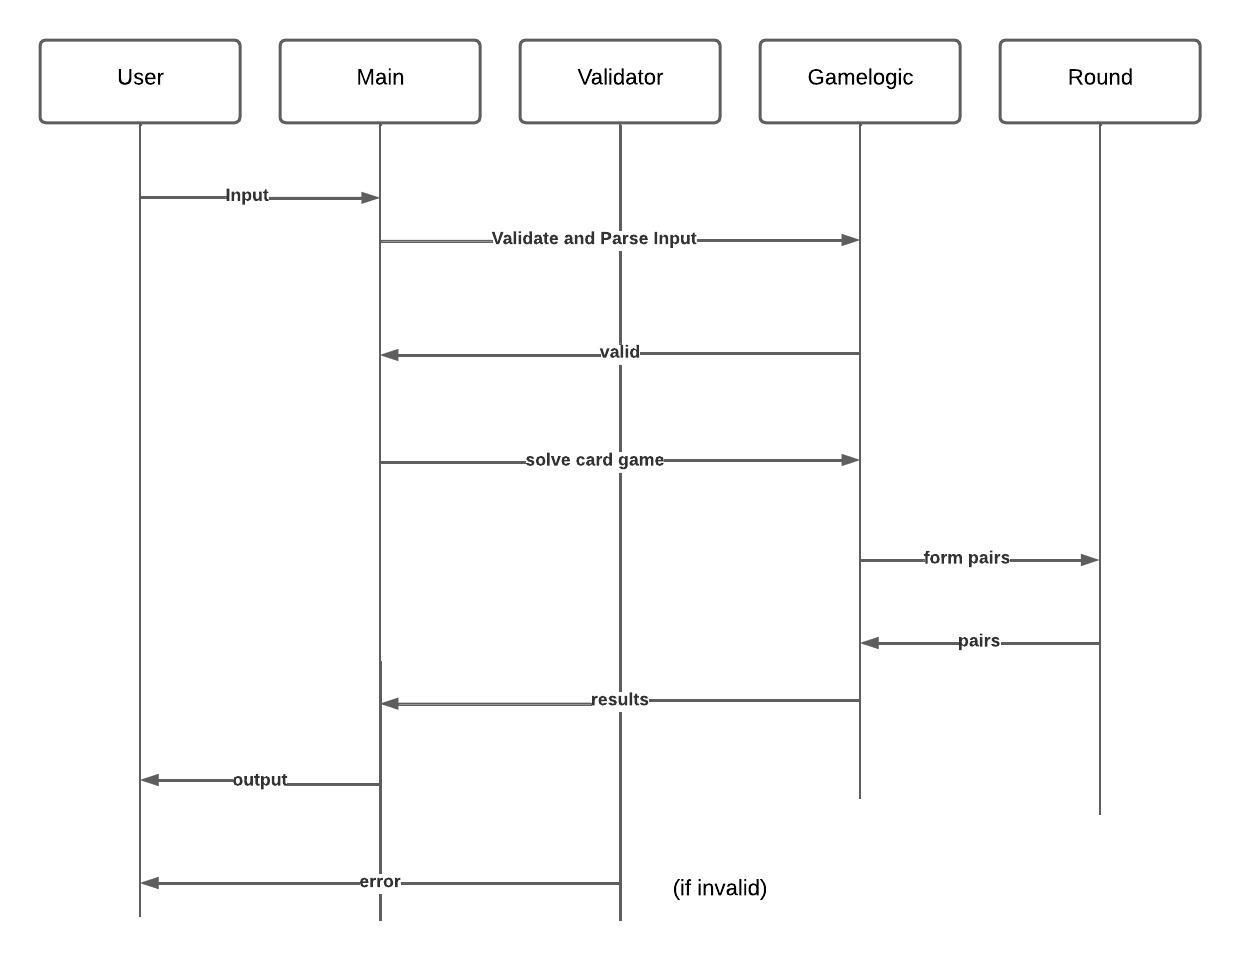 User
Main
Validator
Gamelogic
Round
Input
Validate and Parse Input
valid
solve card game
form pairs
pairs
results
output
error
(if invalid)